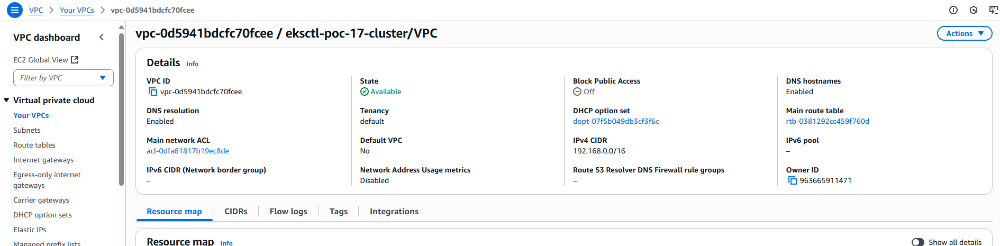 VPC > Your VPCs > vpc-0d5941bdcfc70fcee
VPC dashboard
EC2 Global View
Filter by VPC
Virtual private cloud
Your VPCs
Subnets
Route tables
Internet gateways
Egress-only internet
gateways
Carrier gateways
DHCP option sets
Elastic IPs
Managed prefix lists
vpc-0d5941bdcfc70fcee / eksctl-poc-17-cluster/VPC
Actions
Details Info
VPC ID
vpc-0d5941bdcfc70fcee
State
Available
Block Public Access
Off
DNS hostnames
Enabled
DNS resolution
Enabled
Tenancy
default
DHCP option set
dopt-07f5b049db3cf3f6c
Main route table
rtb-0381292cc459f760d
Main network ACL
acl-0dfa61817b19ec8de
Default VPC
No
IPv4 CIDR
192.168.0.0/16
IPv6 pool
–
IPv6 CIDR (Network border group)
–
Network Address Usage metrics
Disabled
Route 53 Resolver DNS Firewall rule groups
–
Owner ID
963665911471
Resource map CIDRs Flow logs Tags Integrations
Resource map Info
Show all details